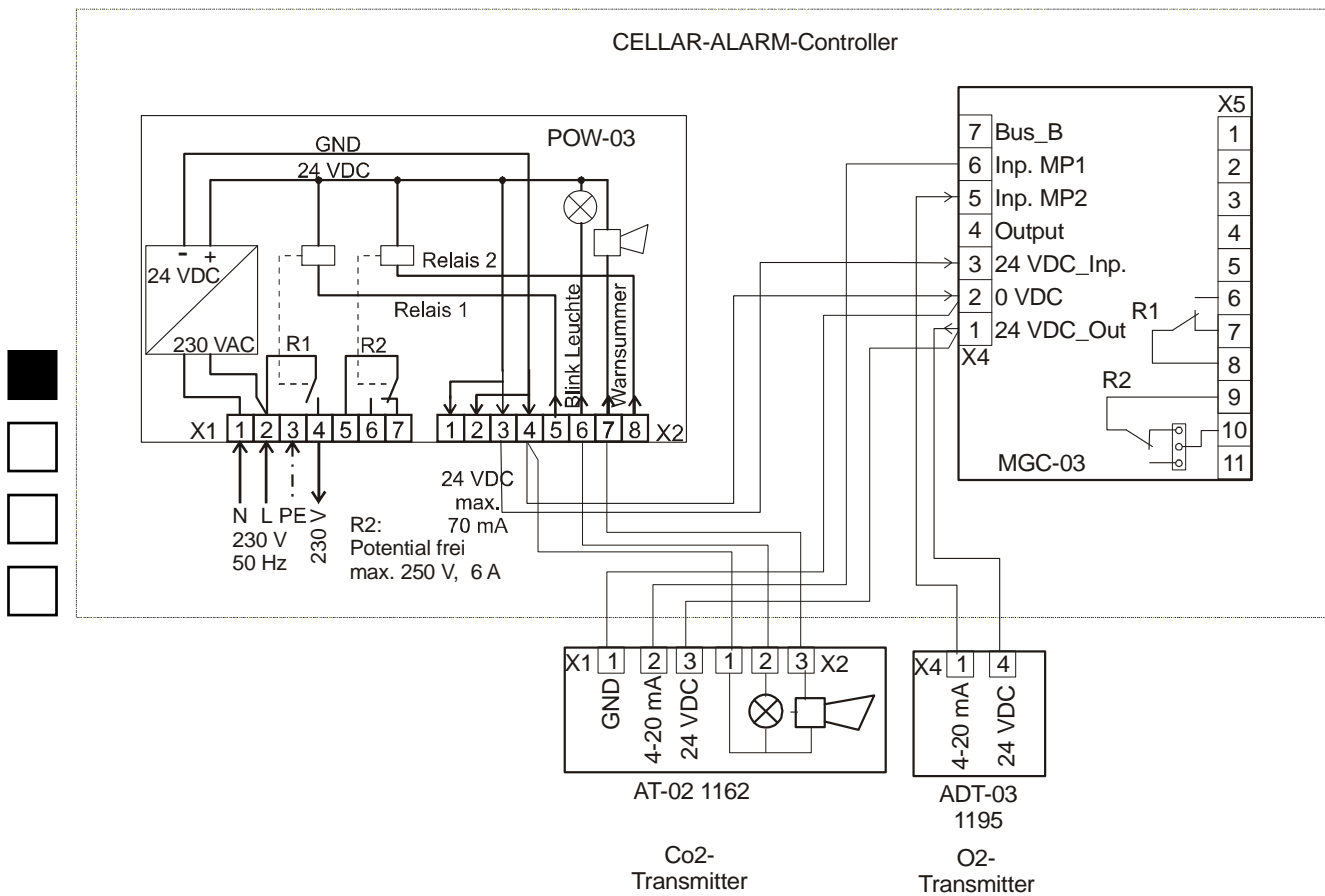 CELLAR-ALARM-Controller
POW-03
GND
24 VDC
- +
24 VDC
230 VAC
Relais 2
Relais 1
R1 R2
Blink Leuchte
Warnsummer
X1 1 2 3 4 5 6 7
1 2 3 4 5 6 7 8 X2
N L PE
230 V
50 Hz
230 V
R2:
Potential frei
max. 250 V, 6 A
24 VDC
max.
70 mA
X5
7 Bus_B
6 Inp. MP1
5 Inp. MP2
4 Output
3 24 VDC_Inp.
2 0 VDC
1 24 VDC_Out
X4
MGC-03
1
2
3
4
5
6
7
8
9
10
11
R1
R2
X1 1 2 3 1 2 3 X2
GND
4-20 mA
24 VDC
AT-02 1162
Co2-
Transmitter
X4 1 4
4-20 mA
24 VDC
ADT-03
1195
O2-
Transmitter